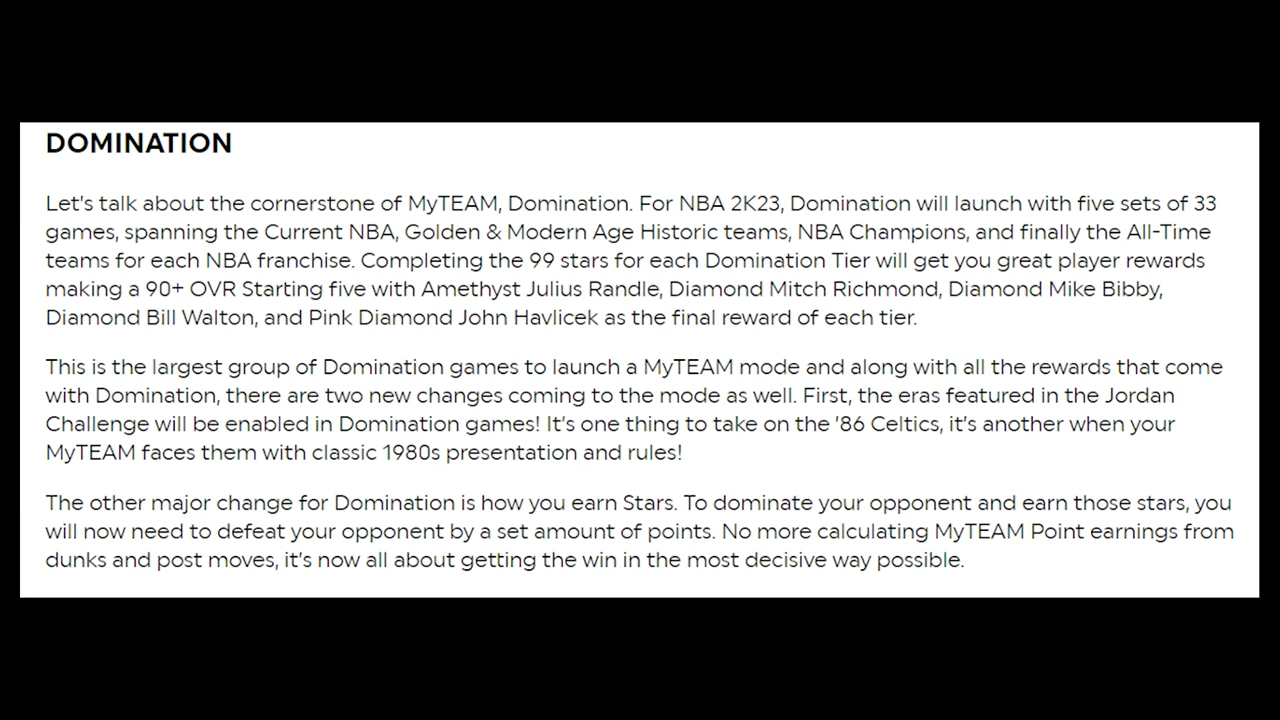 DOMINATION
Let's talk about the cornerstone of MyTEAM, Domination. For NBA 2K23, Domination will launch with five sets of 33
games, spanning the Current NBA, Golden & Modern Age Historic teams, NBA Champions, and finally the All-Time
teams for each NBA franchise. Completing the 99 stars for each Domination Tier will get you great player rewards
making a 90+ OVR Starting five with Amethyst Julius Randle, Diamond Mitch Richmond, Diamond Mike Bibby,
Diamond Bill Walton, and Pink Diamond John Havlicek as the final reward of each tier.
This is the largest group of Domination games to launch a MyTEAM mode and along with all the rewards that come
with Domination, there are two new changes coming to the mode as well. First, the eras featured in the Jordan
Challenge will be enabled in Domination games! It's one thing to take on the '86 Celtics, it's another when your
MyTEAM faces them with classic 1980s presentation and rules!
The other major change for Domination is how you earn Stars. To dominate your opponent and earn those stars, you
will now need to defeat your opponent by a set amount of points. No more calculating MyTEAM Point earnings from
dunks and post moves, it's now all about getting the win in the most decisive way possible.